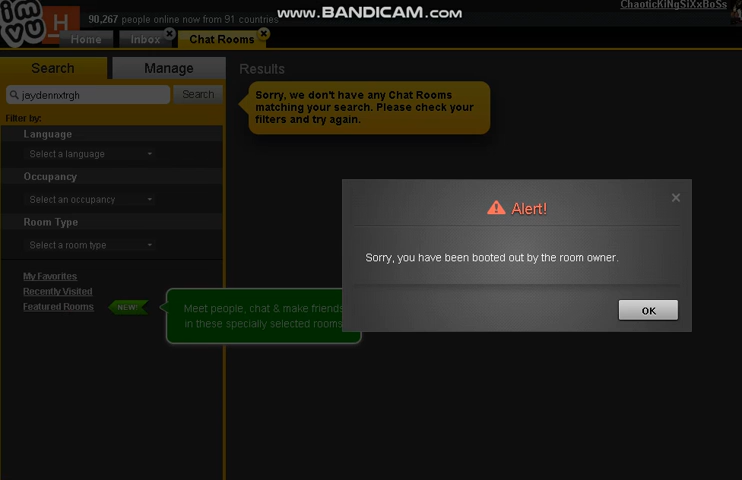 www.BANDICAM.com
ChaoticKiNgSiXxBoSs
imvu
H
90,267 people online now from 91 countries
Home
Inbox
Chat Rooms
Search
Manage
Results
jaydenrxtrgh
Search
Sorry, we don't have any Chat Rooms
matching your search. Please check your
filters and try again.
Filter by:
Language
Select a language
Occupancy
Select an occupancy
Room Type
Select a room type
My Favorites
Recently Visited
Featured Rooms
NEW!
Meet people, chat & make friends
in these specially selected rooms
Alert!
Sorry, you have been booted out by the room owner.
OK